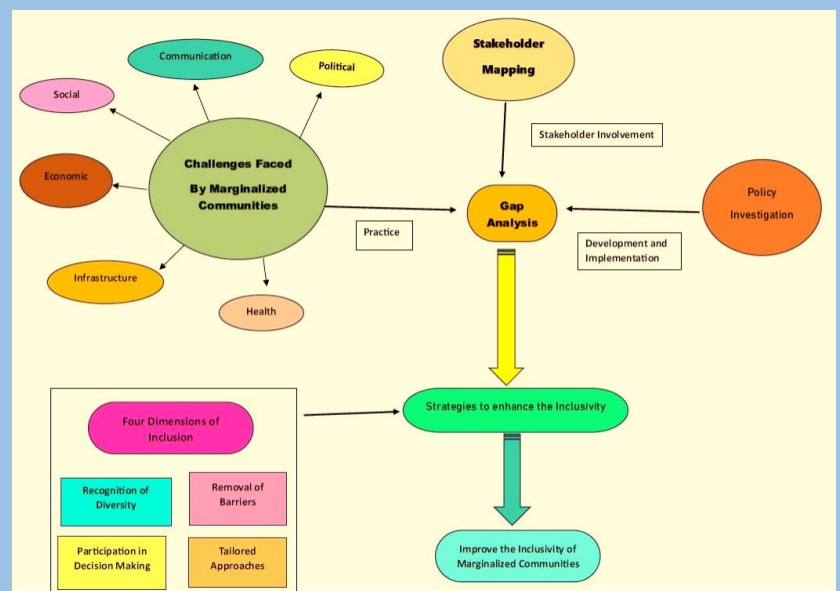 Communication
Political
Social
Economic
Infrastructure
Health
Challenges Faced
By Marginalized
Communities
Practice
Stakeholder
Mapping
Stakeholder Involvement
Gap
Analysis
Policy
Investigation
Development and
Implementation
Strategies to enhance the Inclusivity
Four Dimensions of
Inclusion
Recognition of
Diversity
Removal of
Barriers
Participation in
Decision Making
Tailored
Approaches
Improve the Inclusivity of
Marginalized Communities